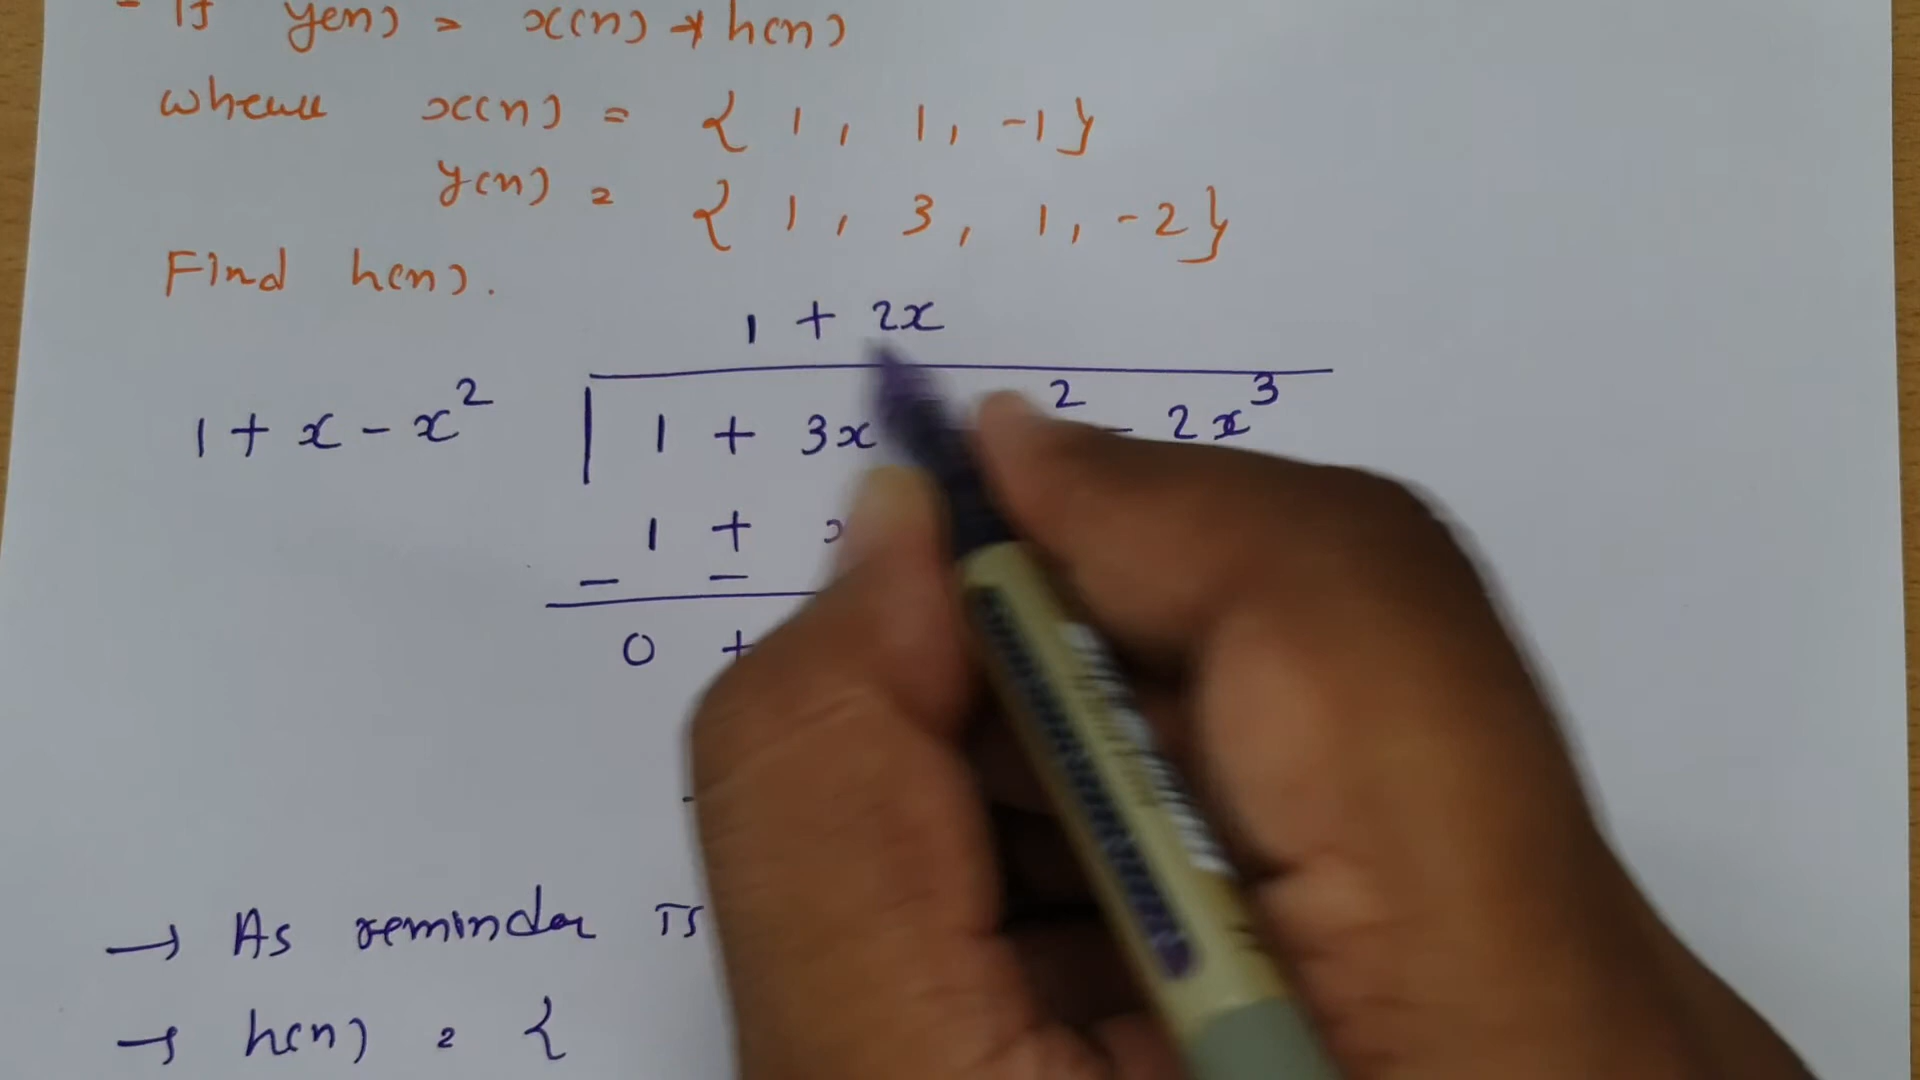 - If y(n) = x(n) * h(n)
where x(n) = { 1, 1, -1}
y(n) = { 1, 3, 1, -2}
Find h(n).
1 + 2x
1 + x - x² | 1 + 3x ² - 2x³
1 +
- -
0 +
→ As reminder is
→ h(n) = {